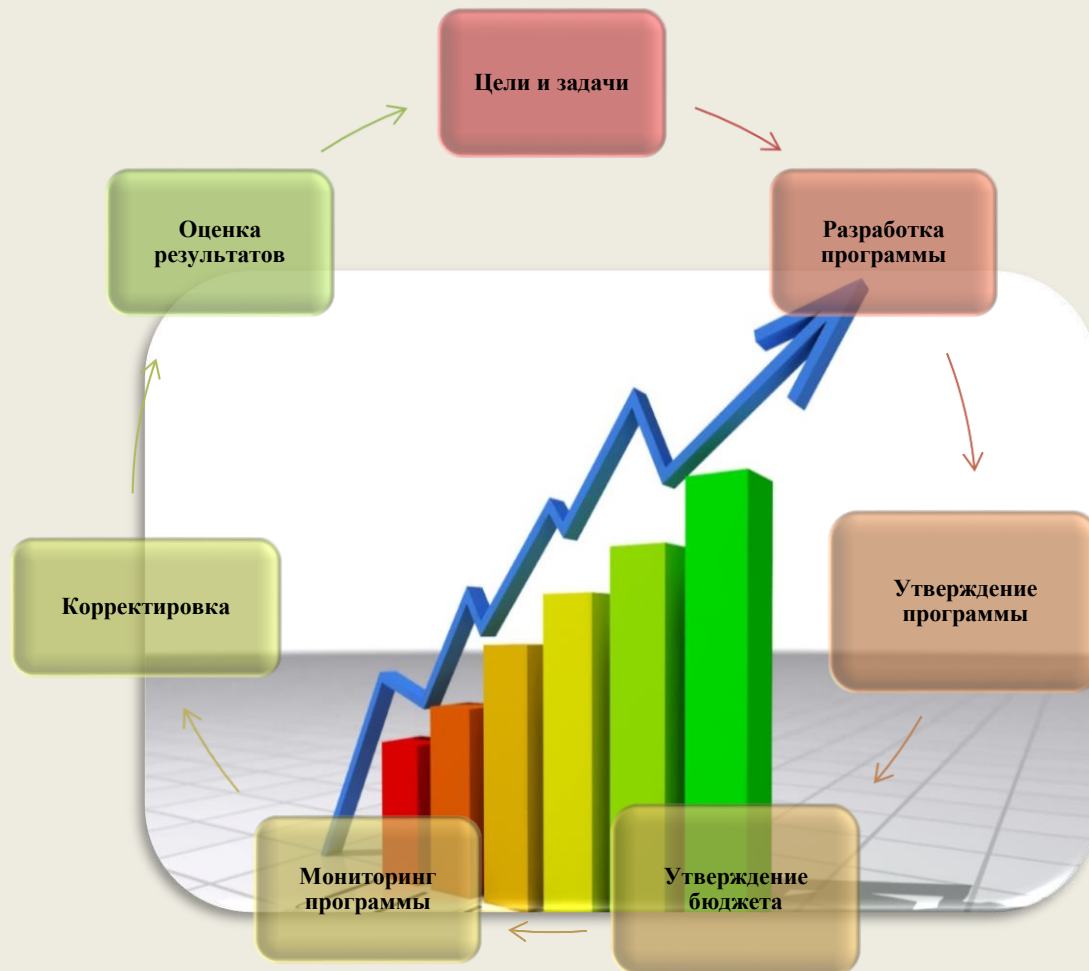 Цели и задачи
Разработка
программы
Утверждение
программы
Утверждение
бюджета
Мониторинг
программы
Корректировка
Оценка
результатов